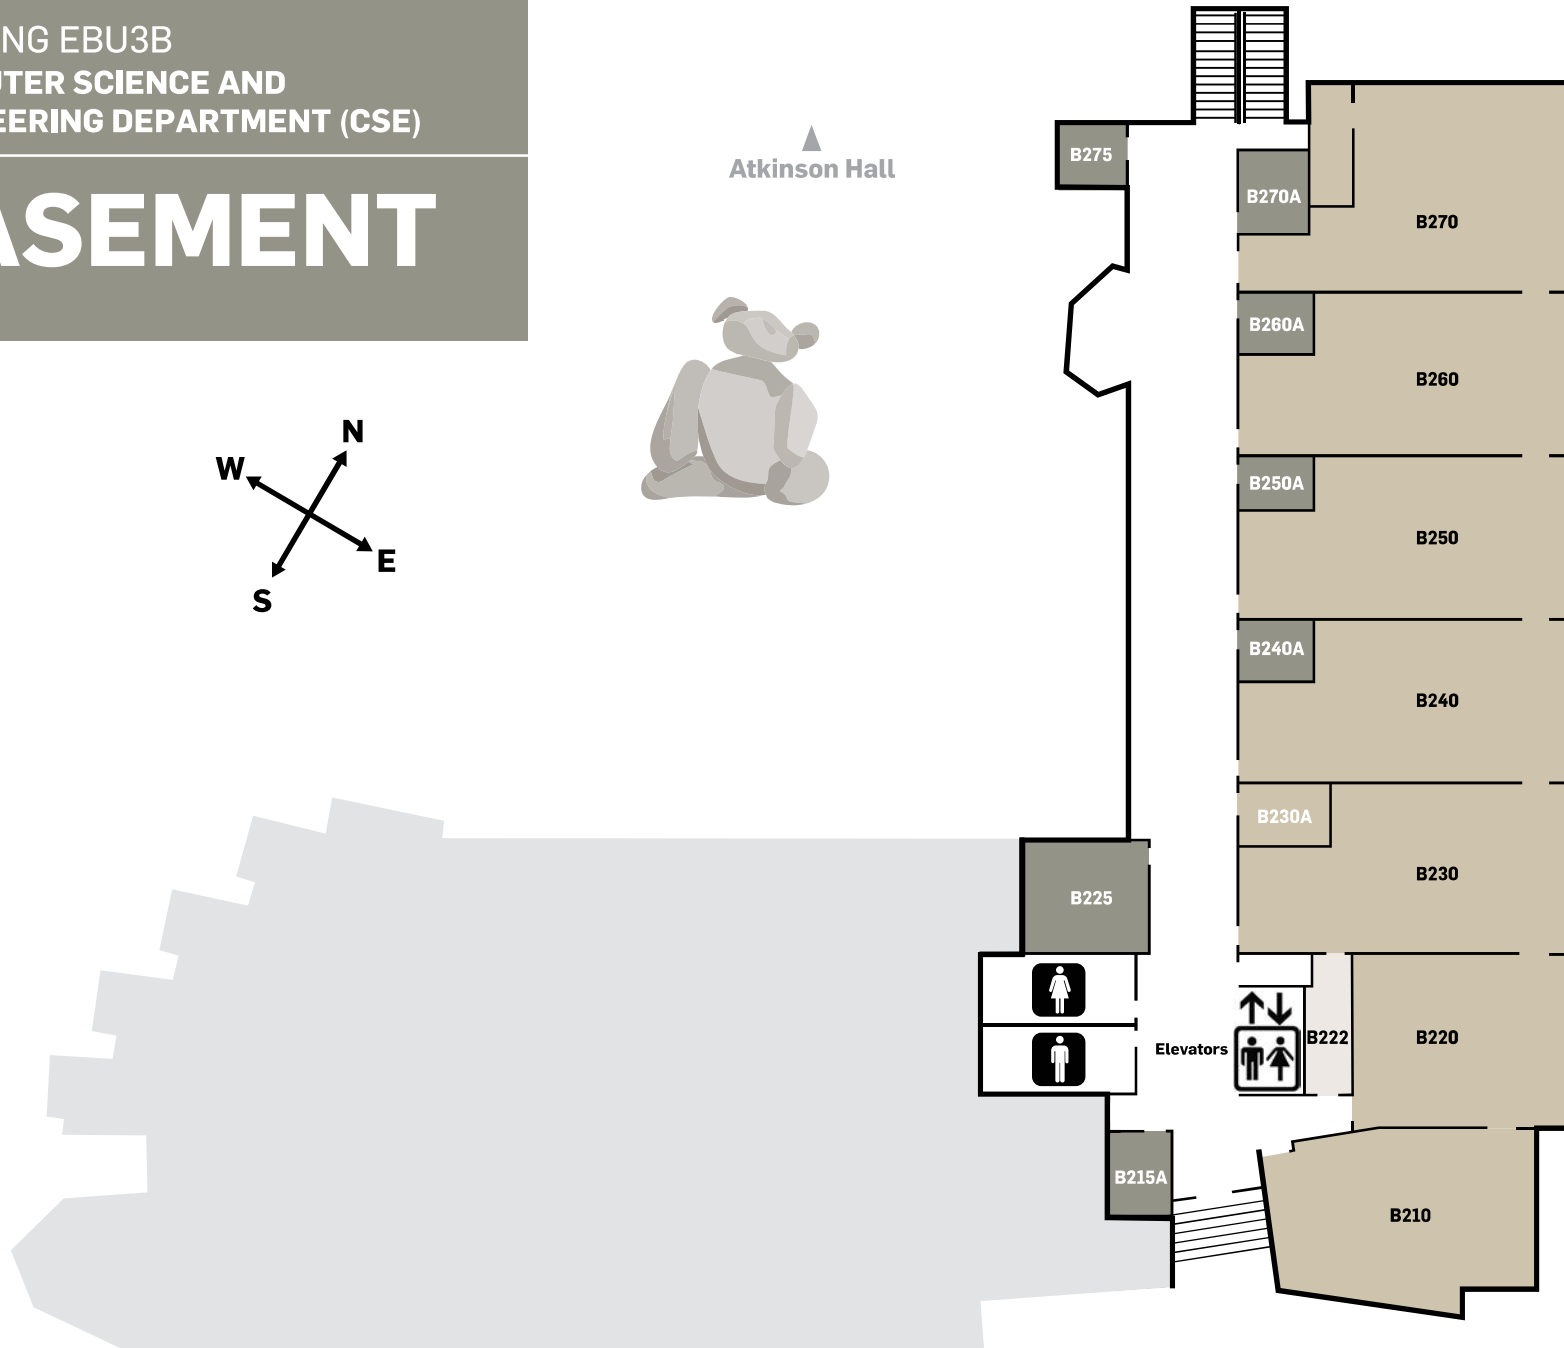 NG EBU3B
UTER SCIENCE AND
EERING DEPARTMENT (CSE)
ASEMENT
Atkinson Hall
N
W
E
S
B275
B270A
B270
B260A
B260
B250A
B250
B240A
B240
B230A
B230
B225
Elevators
B222
B220
B215A
B210